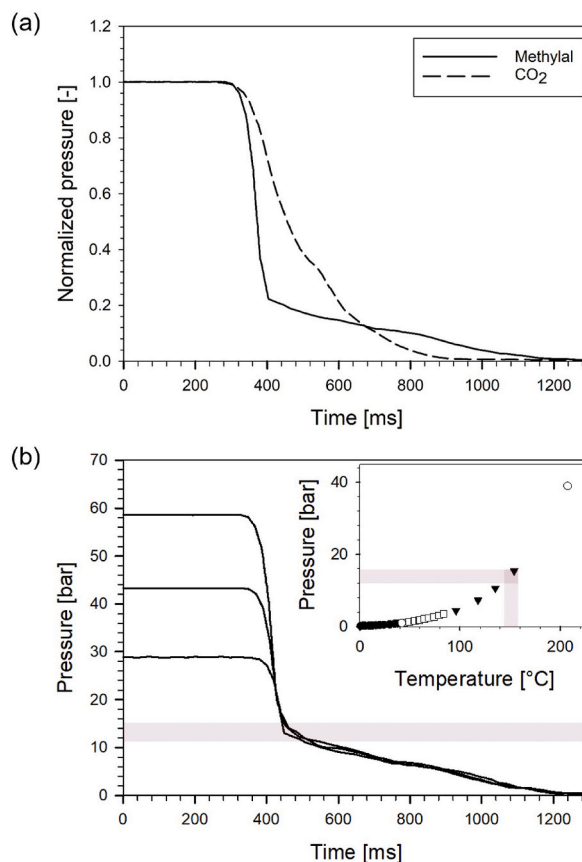 (a)
1.2
1.0
0.8
0.6
0.4
0.2
0.0
Normalized pressure [-]
Methylal
CO2
0 200 400 600 800 1000 1200
Time [ms]
(b)
70
60
50
40
30
20
10
0
Pressure [bar]
40
20
0
Pressure [bar]
0 100 200
Temperature [°C]
0 200 400 600 800 1000 1200
Time [ms]